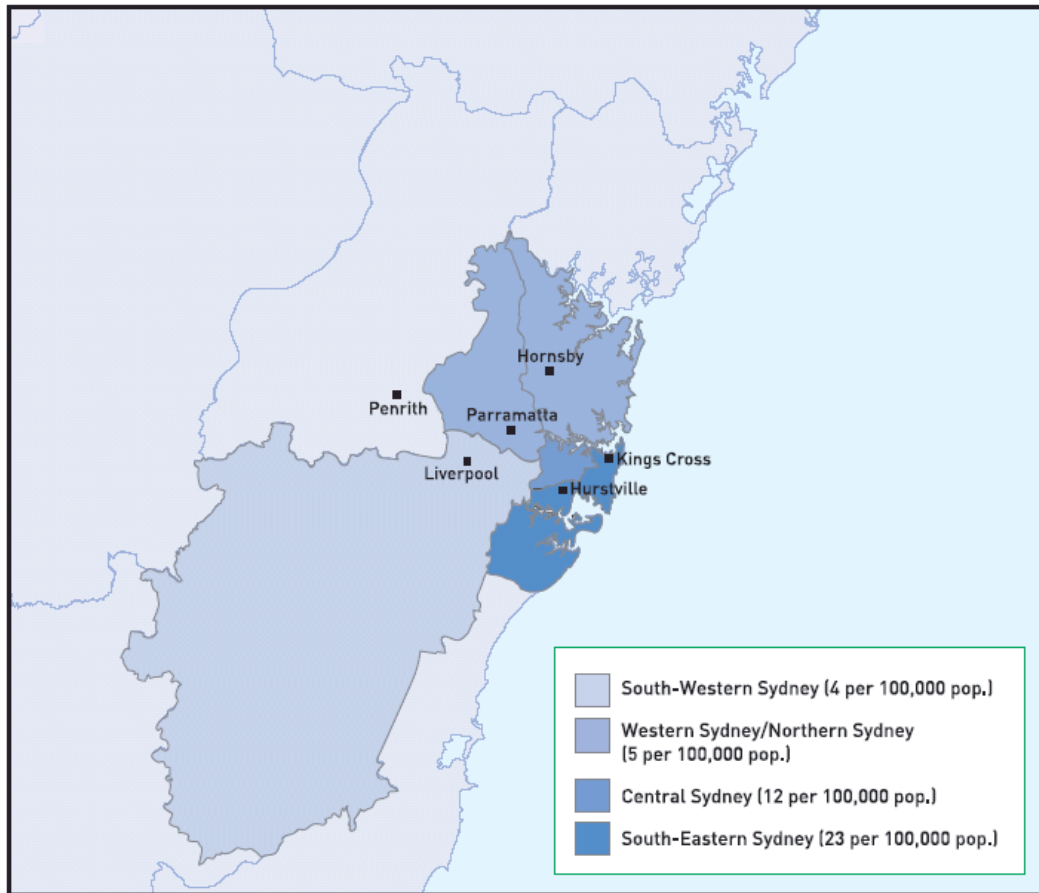 Hornsby
Penrith
Parramatta
Kings Cross
Liverpool
Hurstville
South-Western Sydney (4 per 100,000 pop.)
Western Sydney/Northern Sydney
(5 per 100,000 pop.)
Central Sydney (12 per 100,000 pop.)
South-Eastern Sydney (23 per 100,000 pop.)